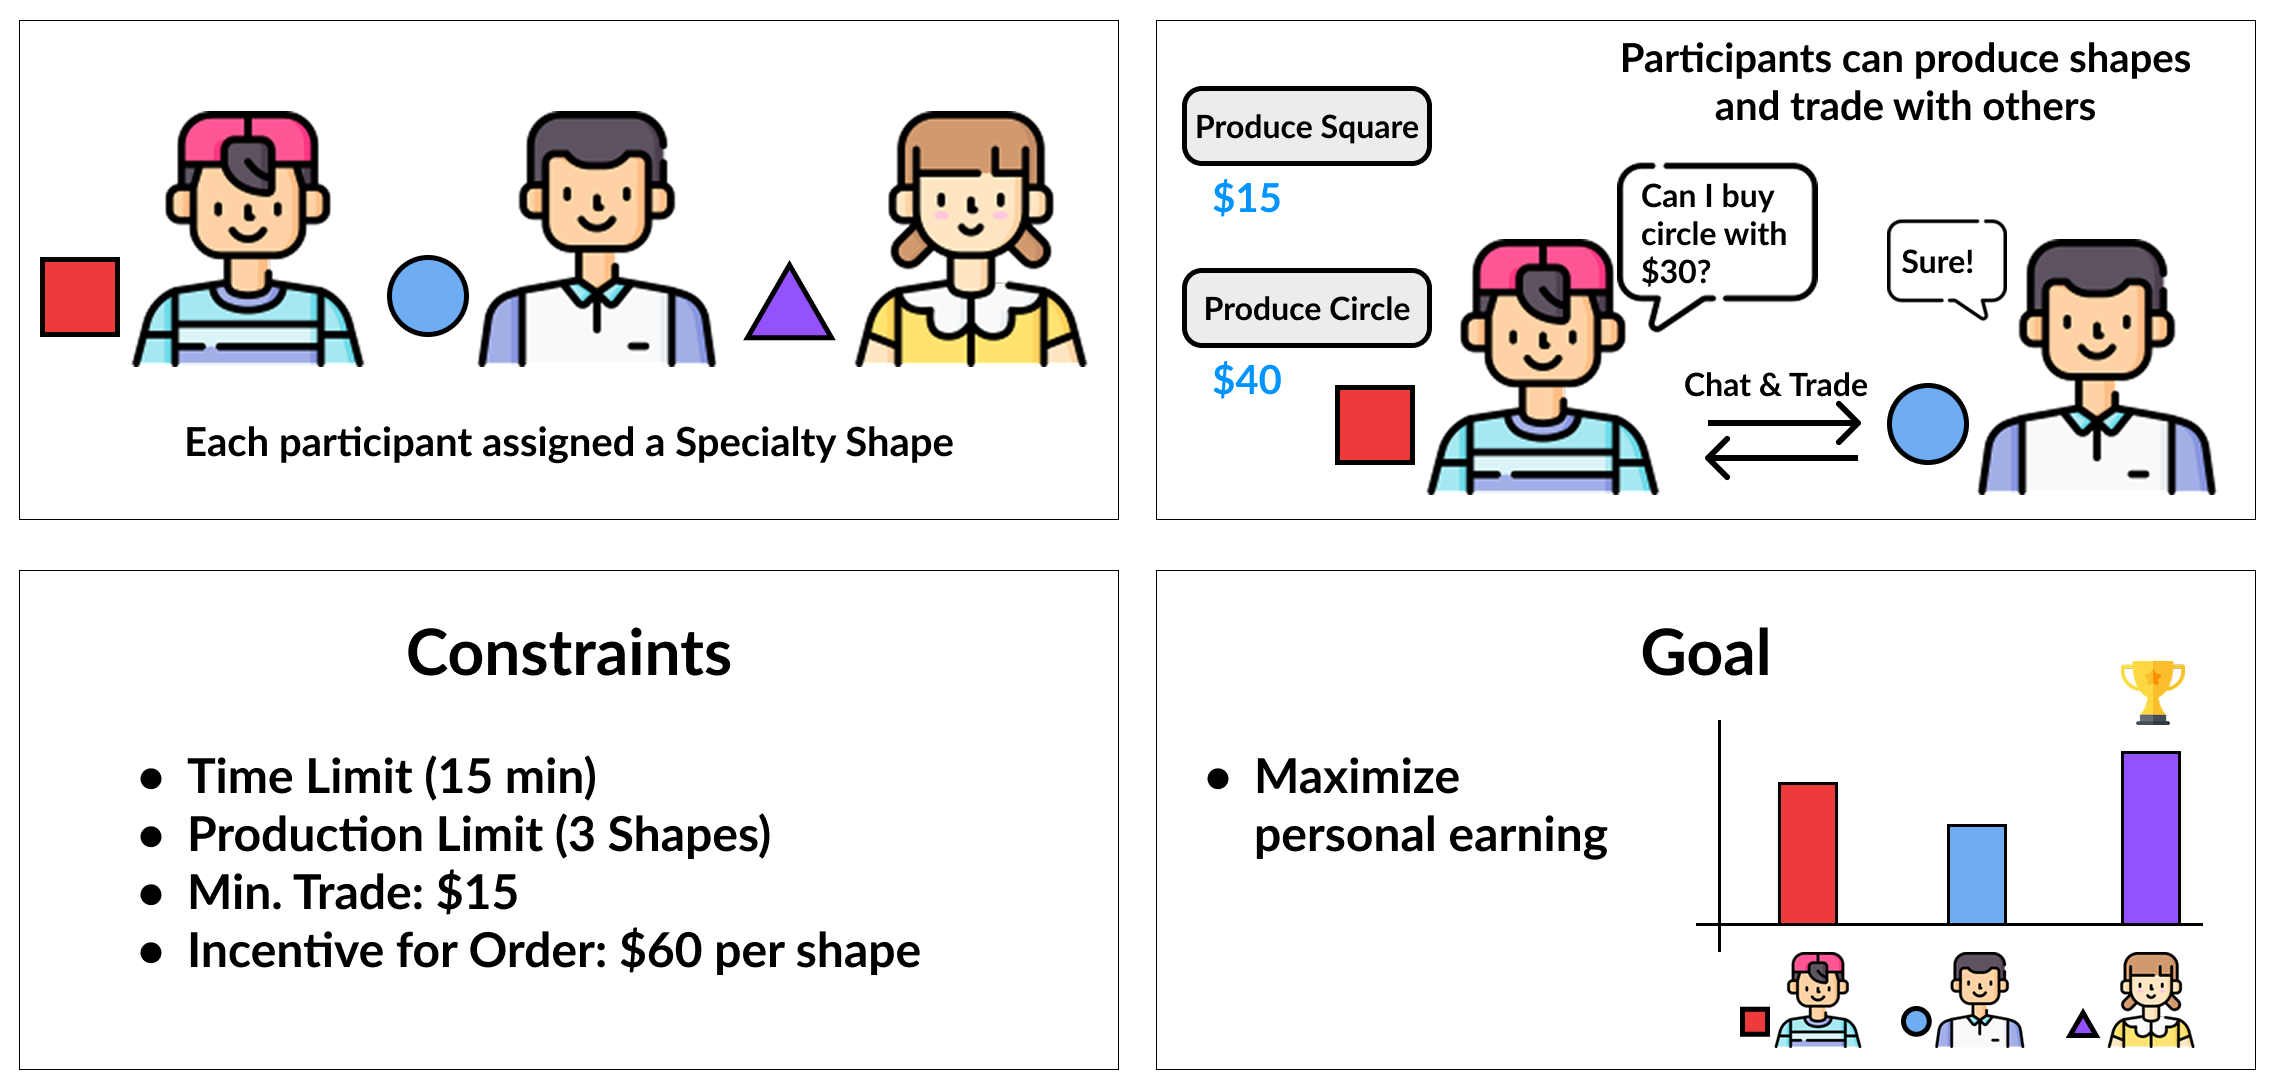 Each participant assigned a Specialty Shape
Participants can produce shapes
and trade with others
Produce Square
$15
Produce Circle
$40
Can I buy
circle with
$30?
Sure!
Chat & Trade
Constraints
● Time Limit (15 min)
● Production Limit (3 Shapes)
● Min. Trade: $15
● Incentive for Order: $60 per shape
Goal
● Maximize
personal earning